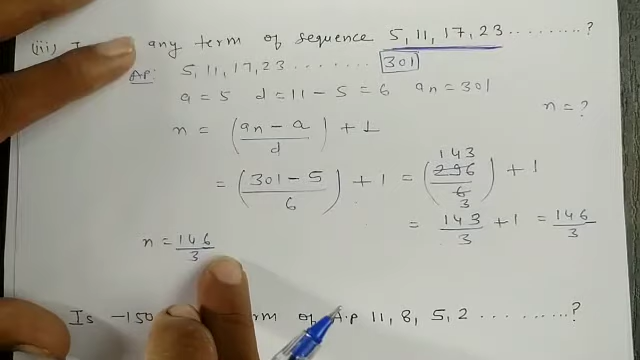 (iii) I any term of sequence 5, 11, 17, 23 .........?
AP: 5, 11, 17, 23 ........ 301
a = 5 d = 11 - 5 = 6 an = 301
n = ?
n = (an - a / d) + 1
= (301 - 5 / 6) + 1 = (143 296 / 6 3) + 1
= 143/3 + 1 = 146/3
n = 146/3
Is -150 rm of A.P 11, 8, 5, 2 .........?